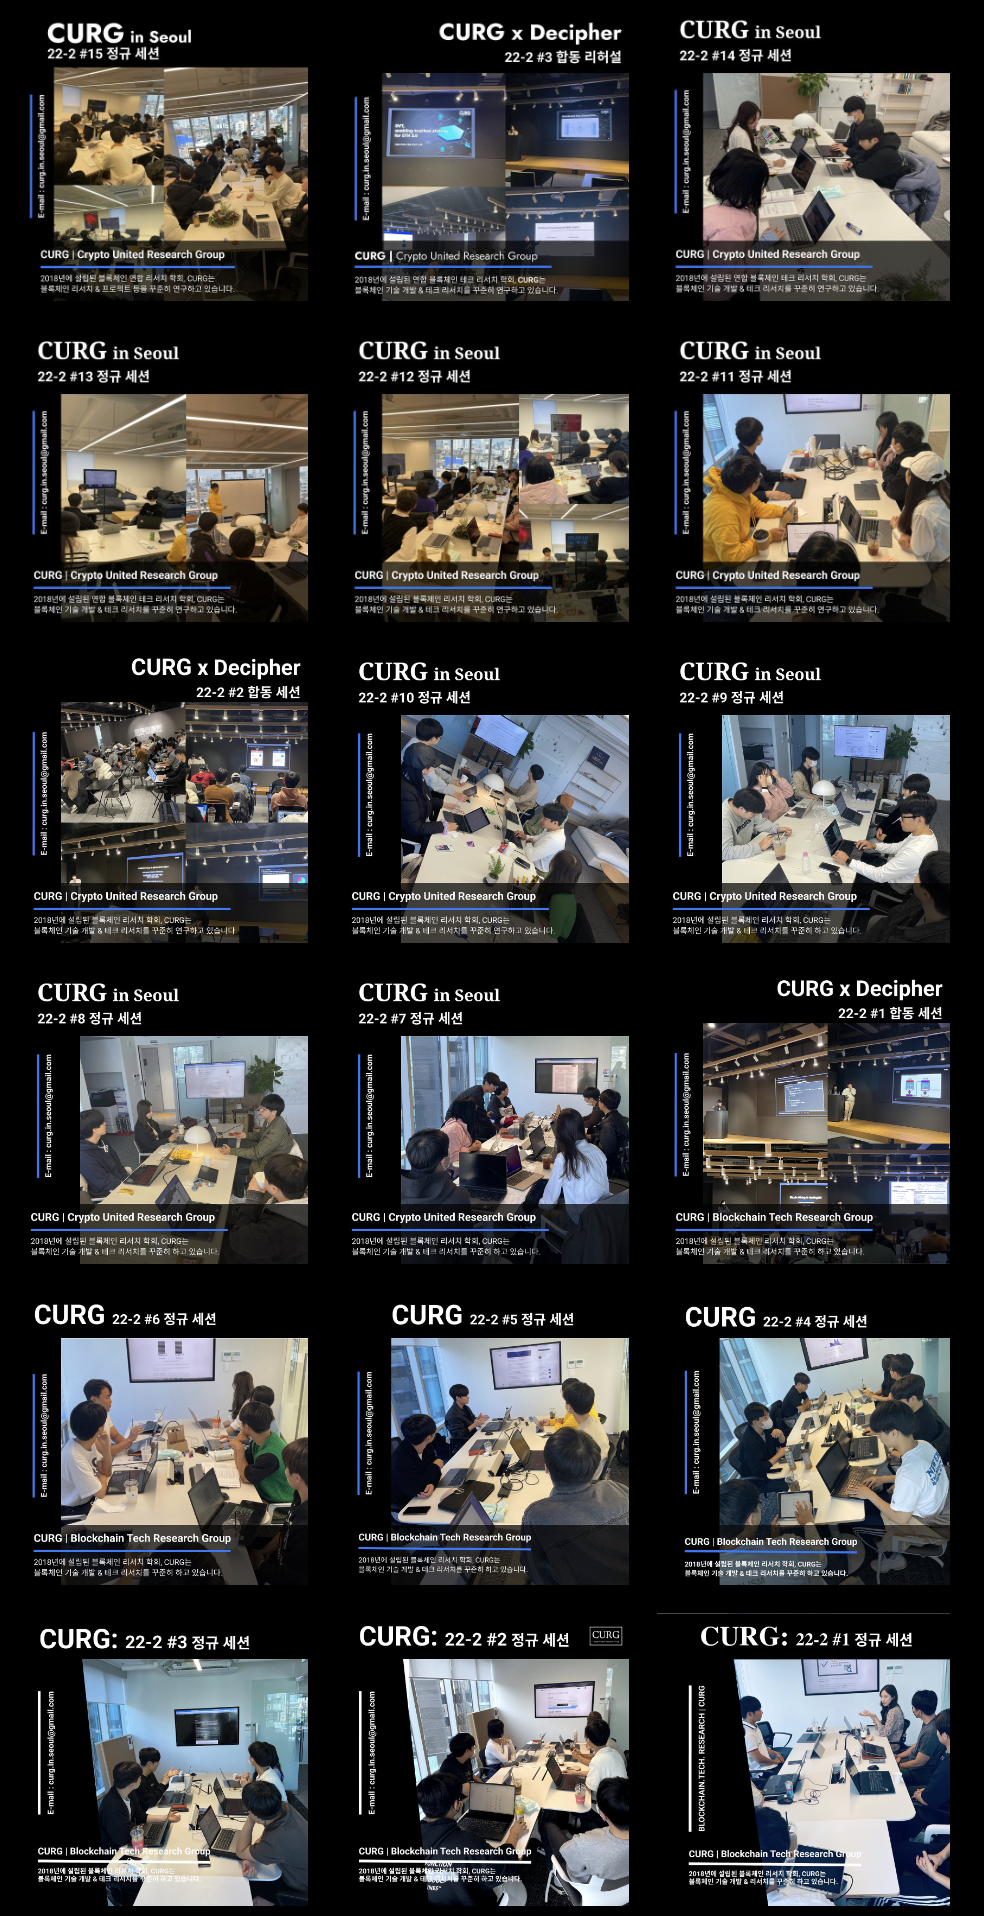 CURG in Seoul
22-2 #15 정규 세션
E-mail : curg.in.seoul@gmail.com
CURG | Crypto United Research Group
2018년에 설립된 블록체인 연합 리서치 학회, CURG는
블록체인 리서치 & 프로젝트 등을 꾸준히 연구하고 있습니다.
CURG x Decipher
22-2 #3 합동 리허설
E-mail : curg.in.seoul@gmail.com
CURG | Crypto United Research Group
2018년에 설립된 연합 블록체인 테크 리서치 학회, CURG는
블록체인 기술 개발 & 테크 리서치를 꾸준히 연구하고 있습니다.
CURG in Seoul
22-2 #14 정규 세션
E-mail : curg.in.seoul@gmail.com
CURG | Crypto United Research Group
2018년에 설립된 연합 블록체인 테크 리서치 학회, CURG는
블록체인 기술 개발 & 테크 리서치를 꾸준히 연구하고 있습니다.
CURG in Seoul
22-2 #13 정규 세션
E-mail : curg.in.seoul@gmail.com
CURG | Crypto United Research Group
2018년에 설립된 연합 블록체인 테크 리서치 학회, CURG는
블록체인 기술 개발 & 테크 리서치를 꾸준히 연구하고 있습니다.
CURG in Seoul
22-2 #12 정규 세션
E-mail : curg.in.seoul@gmail.com
CURG | Crypto United Research Group
2018년에 설립된 블록체인 리서치 학회, CURG는
블록체인 기술 개발 & 테크 리서치를 꾸준히 연구하고 있습니다.
CURG in Seoul
22-2 #11 정규 세션
E-mail : curg.in.seoul@gmail.com
CURG | Crypto United Research Group
2018년에 설립된 블록체인 리서치 학회, CURG는
블록체인 기술 개발 & 테크 리서치를 꾸준히 연구하고 있습니다.
CURG x Decipher
22-2 #2 합동 세션
E-mail : curg.in.seoul@gmail.com
CURG | Crypto United Research Group
2018년에 설립된 블록체인 리서치 학회, CURG는
블록체인 기술 개발 & 테크 리서치를 꾸준히 연구하고 있습니다
CURG in Seoul
22-2 #10 정규 세션
E-mail : curg.in.seoul@gmail.com
CURG | Crypto United Research Group
2018년에 설립된 블록체인 리서치 학회, CURG는
블록체인 기술 개발 & 테크 리서치를 꾸준히 연구하고 있습니다.
CURG in Seoul
22-2 #9 정규 세션
E-mail : curg.in.seoul@gmail.com
CURG | Crypto United Research Group
2018년에 설립된 블록체인 리서치 학회, CURG는
블록체인 기술 개발 & 테크 리서치를 꾸준히 하고 있습니다.
CURG in Seoul
22-2 #8 정규 세션
E-mail : curg.in.seoul@gmail.com
CURG | Crypto United Research Group
2018년에 설립된 블록체인 리서치 학회, CURG는
블록체인 기술 개발 & 테크 리서치를 꾸준히 하고 있습니다.
CURG in Seoul
22-2 #7 정규 세션
E-mail : curg.in.seoul@gmail.com
CURG | Crypto United Research Group
2018년에 설립된 블록체인 리서치 학회, CURG는
블록체인 기술 개발 & 테크 리서치를 꾸준히 하고 있습니다.
CURG x Decipher
22-2 #1 합동 세션
E-mail : curg.in.seoul@gmail.com
CURG | Blockchain Tech Research Group
2018년에 설립된 블록체인 리서치 학회, CURG는
블록체인 기술 개발 & 테크 리서치를 꾸준히 하고 있습니다.
CURG 22-2 #6 정규 세션
E-mail : curg.in.seoul@gmail.com
CURG | Blockchain Tech Research Group
2018년에 설립된 블록체인 리서치 학회, CURG는
블록체인 기술 개발 & 테크 리서치를 꾸준히 하고 있습니다.
CURG 22-2 #5 정규 세션
E-mail : curg.in.seoul@gmail.com
CURG | Blockchain Tech Research Group
2018년에 설립된 블록체인 리서치 학회, CURG는
블록체인 기술 개발 & 테크 리서치를 꾸준히 하고 있습니다.
CURG 22-2 #4 정규 세션
E-mail : curg.in.seoul@gmail.com
CURG | Blockchain Tech Research Group
2018년에 설립된 블록체인 리서치 학회, CURG는
블록체인 기술 개발 & 테크 리서치를 꾸준히 하고 있습니다.
CURG: 22-2 #3 정규 세션
E-mail : curg.in.seoul@gmail.com
CURG | Blockchain Tech Research Group
2018년에 설립된 블록체인 리서치 학회, CURG는
블록체인 기술 개발 & 테크 리서치를 꾸준히 하고 있습니다.
CURG: 22-2 #2 정규 세션
CURG
E-mail : curg.in.seoul@gmail.com
CURG | Blockchain Tech Research Group
2018년에 설립된 블록체인 리서치 학회, CURG는
블록체인 기술 개발 & 테크 리서치를 꾸준히 하고 있습니다.
CURG: 22-2 #1 정규 세션
BLOCKCHAIN.TECH. RESEARCH | CURG
CURG | Blockchain Tech Research Group
2018년에 설립된 블록체인 리서치 학회, CURG는
블록체인 기술 개발 & 리서치를 꾸준히 하고 있습니다.